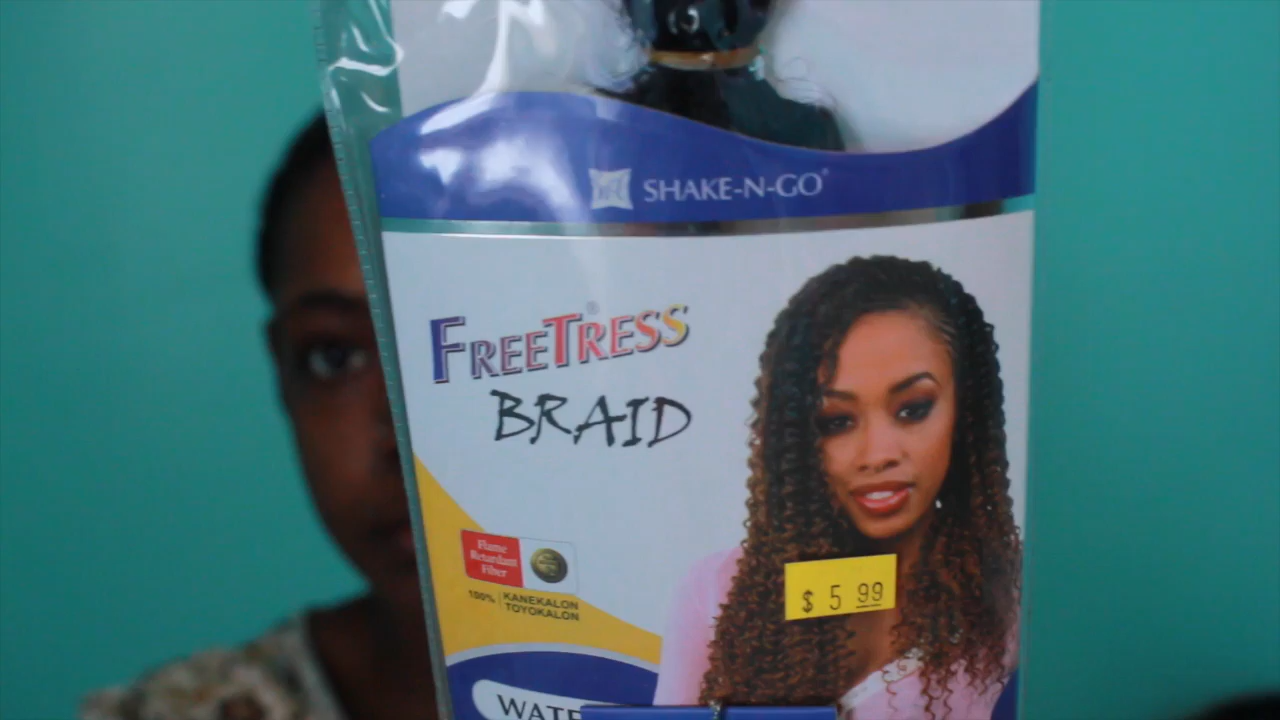 SHAKE-N-GO®
FREETRESS®
BRAID
Flame
Retardant
Fiber
100% KANEKALON
TOYOKALON
$ 5 99